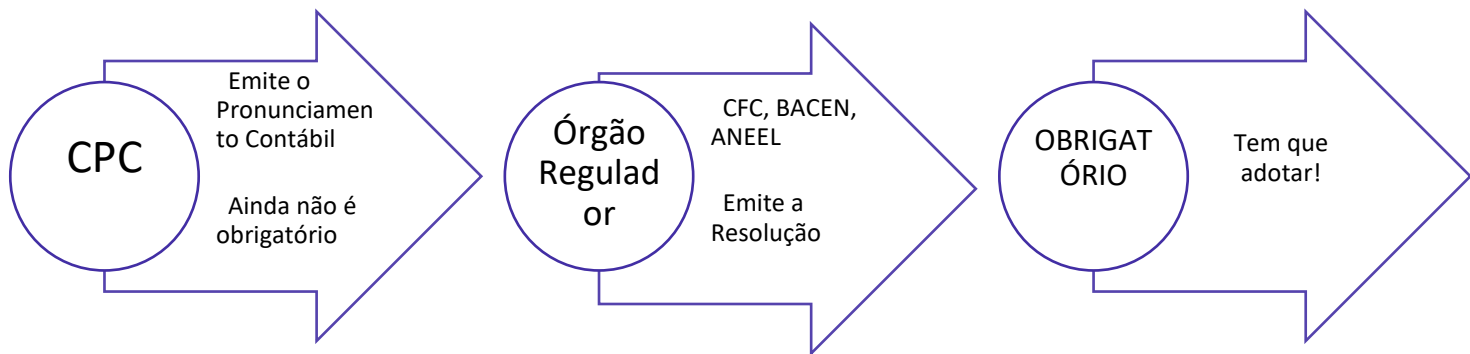 CPC
Emite o
Pronunciamen
to Contábil
Ainda não é
obrigatório
Órgão
Regulad
or
CFC, BACEN,
ANEEL
Emite a
Resolução
OBRIGAT
ÓRIO
Tem que
adotar!